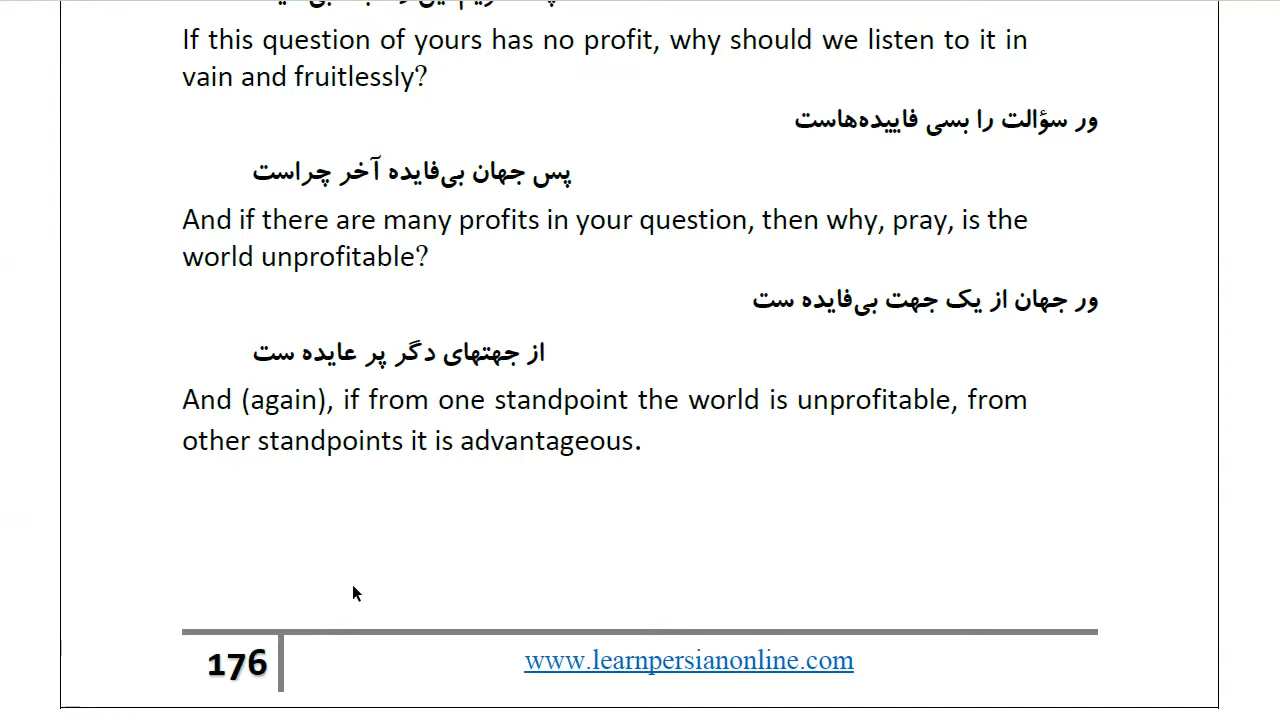 If this question of yours has no profit, why should we listen to it in
vain and fruitlessly?
ور سؤالت را بسی فاییده‌هاست
پس جهان بی‌فایده آخر چراست
And if there are many profits in your question, then why, pray, is the
world unprofitable?
ور جهان از یک جهت بی‌فایده ست
از جهتهای دگر پر عایده ست
And (again), if from one standpoint the world is unprofitable, from
other standpoints it is advantageous.
176
www.learnpersianonline.com